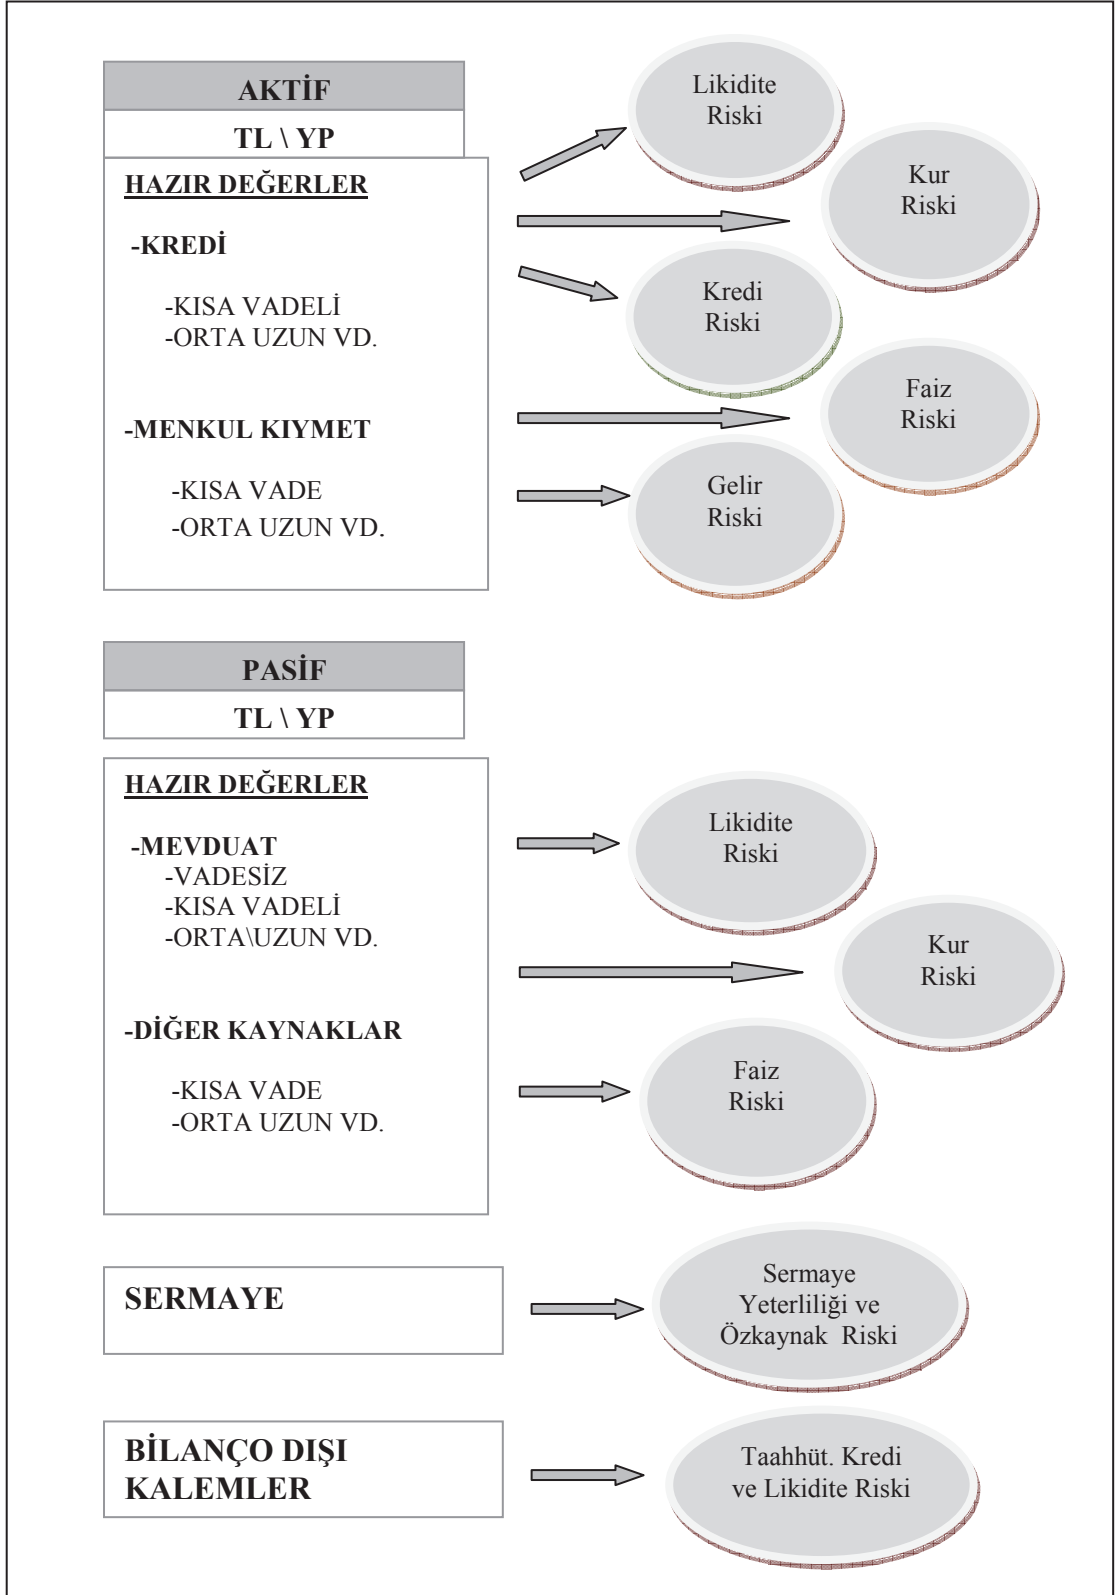 AKTİF
TL \ YP
HAZIR DEĞERLER
-KREDİ
-KISA VADELİ
-ORTA UZUN VD.
-MENKUL KIYMET
-KISA VADE
-ORTA UZUN VD.
Likidite
Riski
Kur
Riski
Kredi
Riski
Faiz
Riski
Gelir
Riski
PASİF
TL \ YP
HAZIR DEĞERLER
-MEVDUAT
-VADESİZ
-KISA VADELİ
-ORTA\UZUN VD.
-DİĞER KAYNAKLAR
-KISA VADE
-ORTA UZUN VD.
Likidite
Riski
Kur
Riski
Faiz
Riski
SERMAYE
Sermaye
Yeterliliği ve
Özkaynak Riski
BİLANÇO DIŞI
KALEMLER
Taahhüt. Kredi
ve Likidite Riski